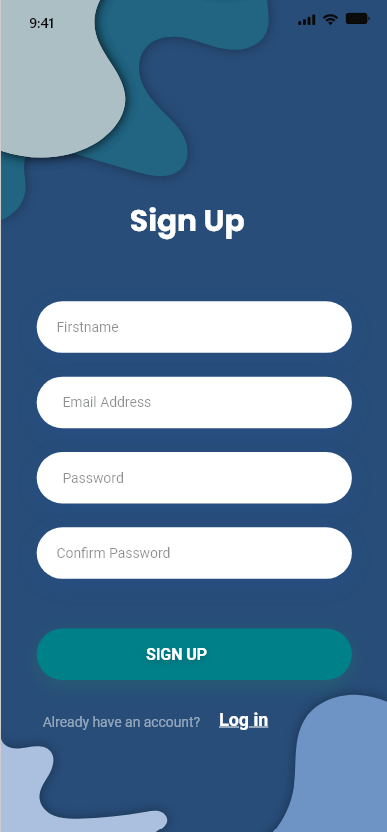 9:41
Sign Up
Firstname
Email Address
Password
Confirm Password
SIGN UP
Already have an account? Log in